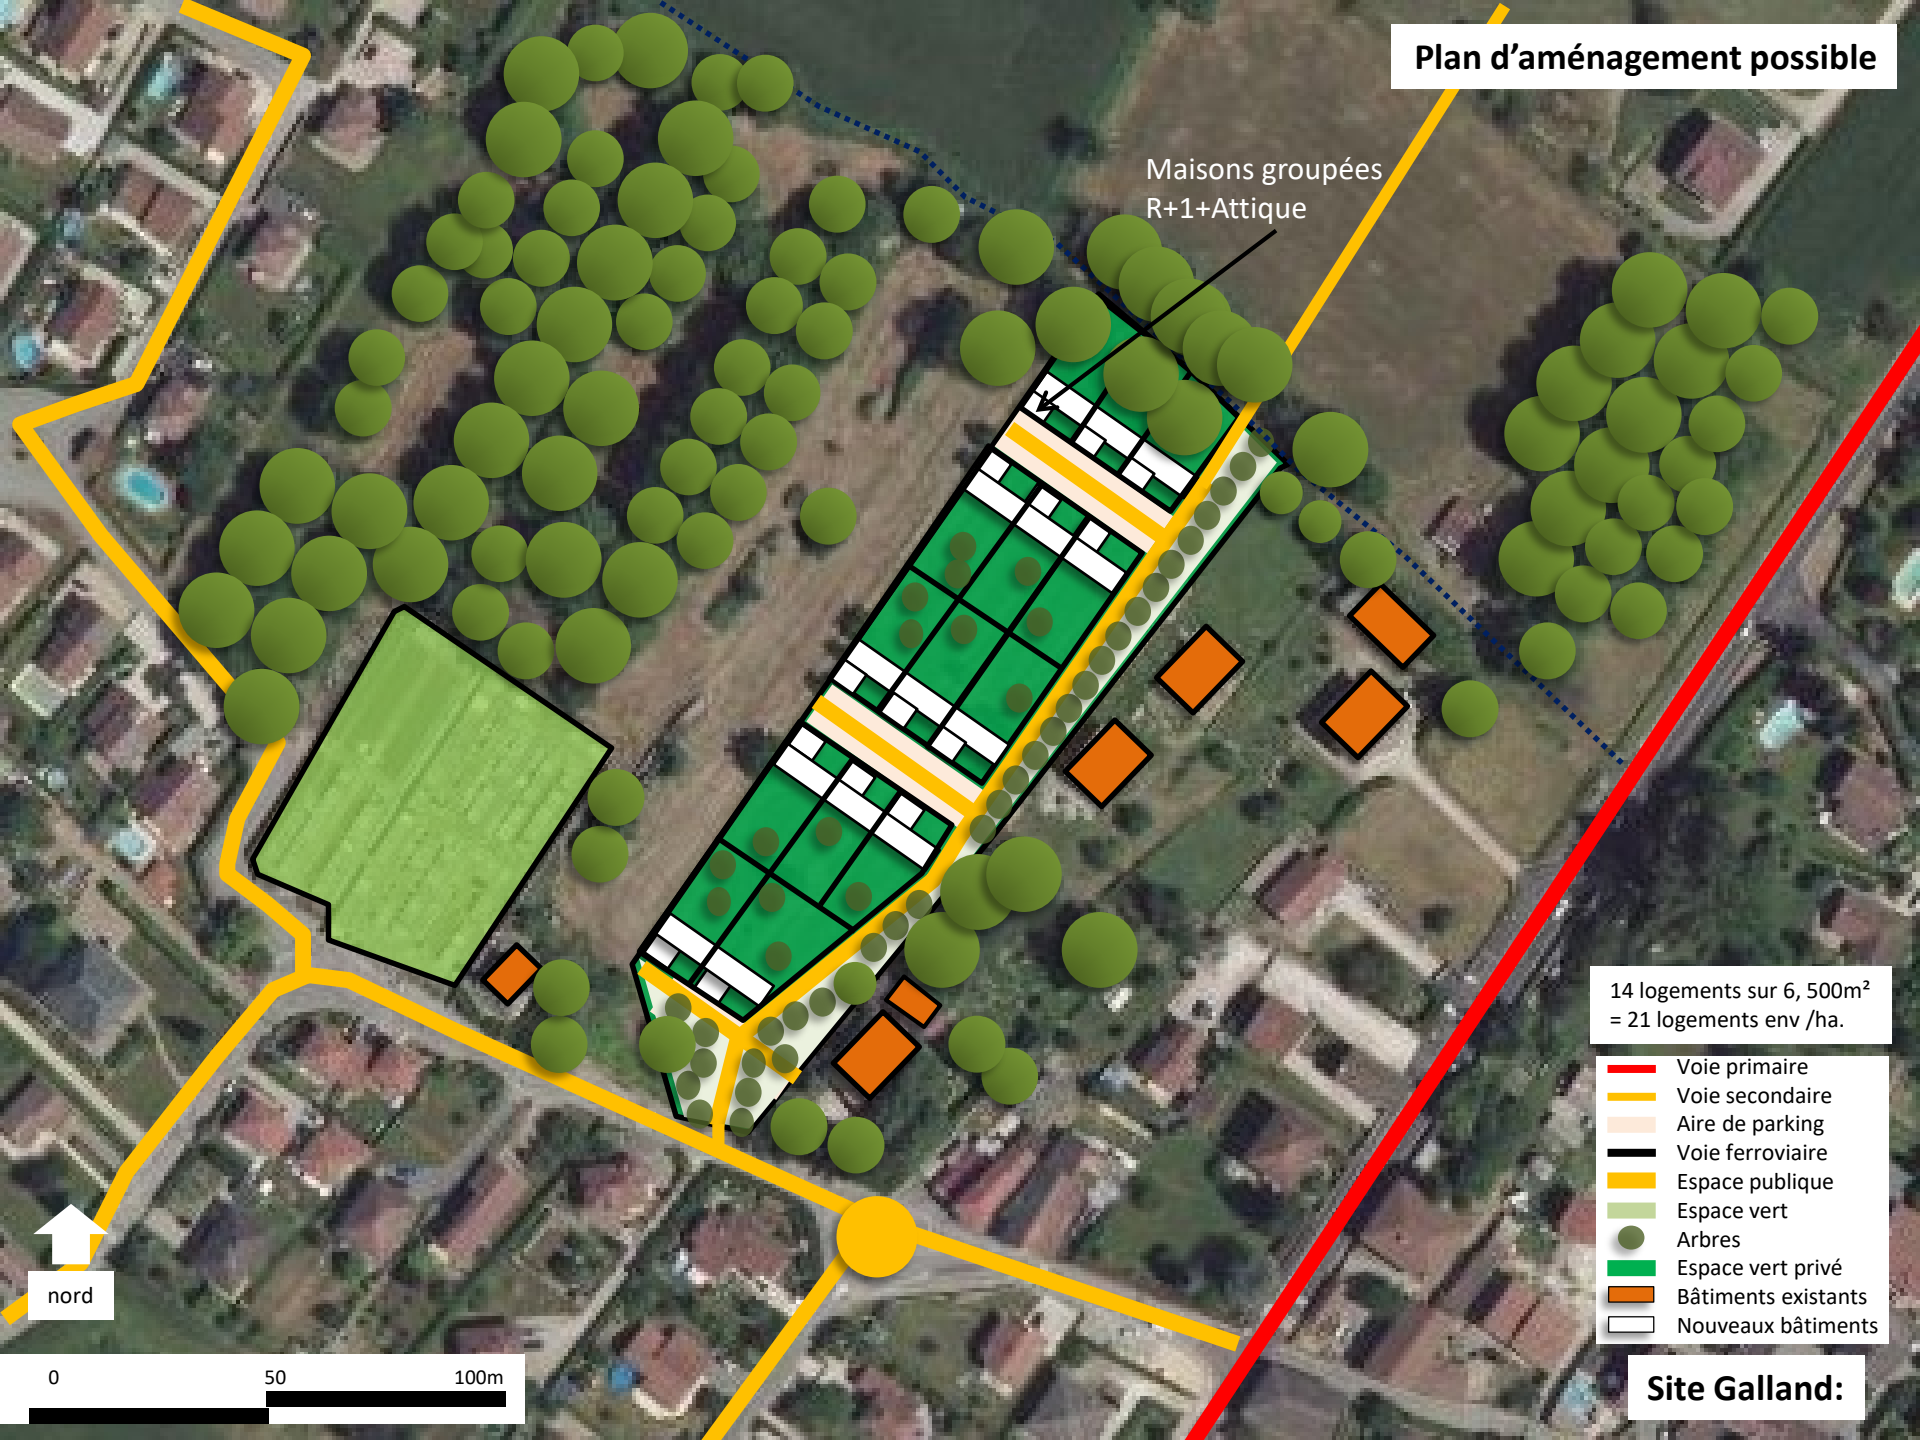 Plan d’aménagement possible
Maisons groupées
R+1+Attique
14 logements sur 6, 500m²
= 21 logements env /ha.
Voie primaire
Voie secondaire
Aire de parking
Voie ferroviaire
Espace publique
Espace vert
Arbres
Espace vert privé
Bâtiments existants
Nouveaux bâtiments
nord
0 50 100m
Site Galland: